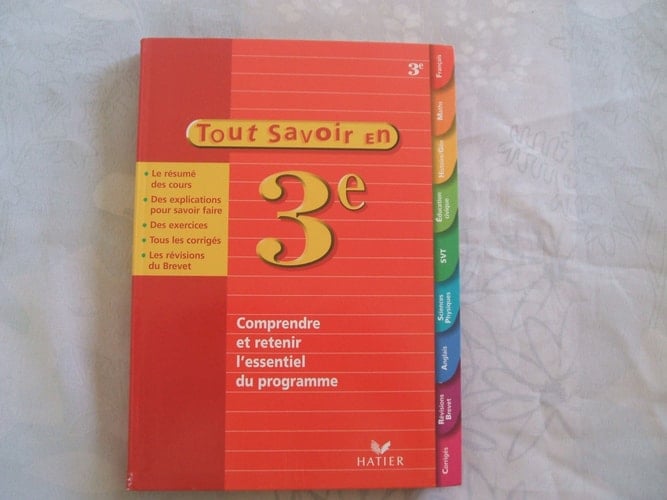 3e
Tout Savoir en
3e
• Le résumé
des cours
• Des explications
pour savoir faire
• Des exercices
• Tous les corrigés
• Les révisions
du Brevet
Comprendre
et retenir
l'essentiel
du programme
HATIER
Français
Maths
Histoire/Géo
Éducation
civique
SVT
Sciences
Physiques
Anglais
Révisions
Brevet
Corrigés